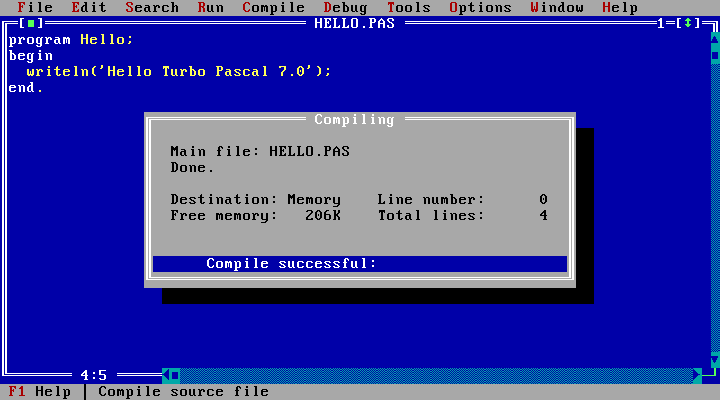 File Edit Search Run Compile Debug Tools Options Window Help
[■] HELLO.PAS 1=[↕]
program Hello;
begin
writeln('Hello Turbo Pascal 7.0');
end.
Compiling
Main file: HELLO.PAS
Done.
Destination: Memory Line number: 0
Free memory: 206K Total lines: 4
Compile successful:
4:5
F1 Help │ Compile source file